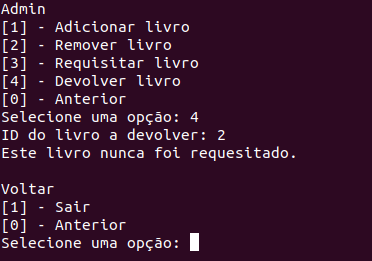 Admin
[1] - Adicionar livro
[2] - Remover livro
[3] - Requisitar livro
[4] - Devolver livro
[0] - Anterior
Selecione uma opção: 4
ID do livro a devolver: 2
Este livro nunca foi requesitado.
Voltar
[1] - Sair
[0] - Anterior
Selecione uma opção: